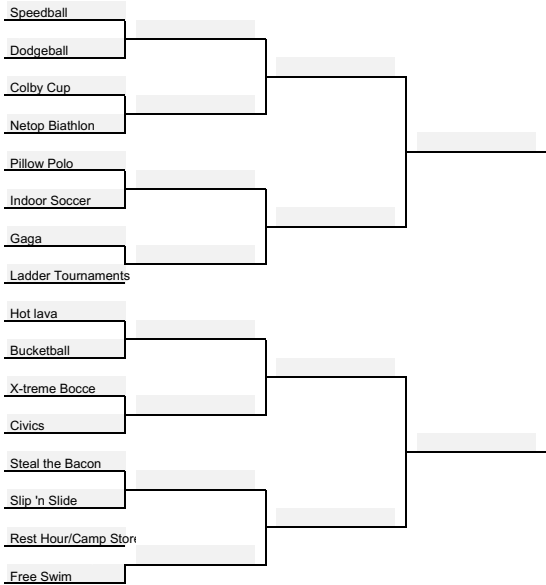 Speedball
Dodgeball
Colby Cup
Netop Biathlon
Pillow Polo
Indoor Soccer
Gaga
Ladder Tournaments
Hot lava
Bucketball
X-treme Bocce
Civics
Steal the Bacon
Slip 'n Slide
Rest Hour/Camp Store
Free Swim